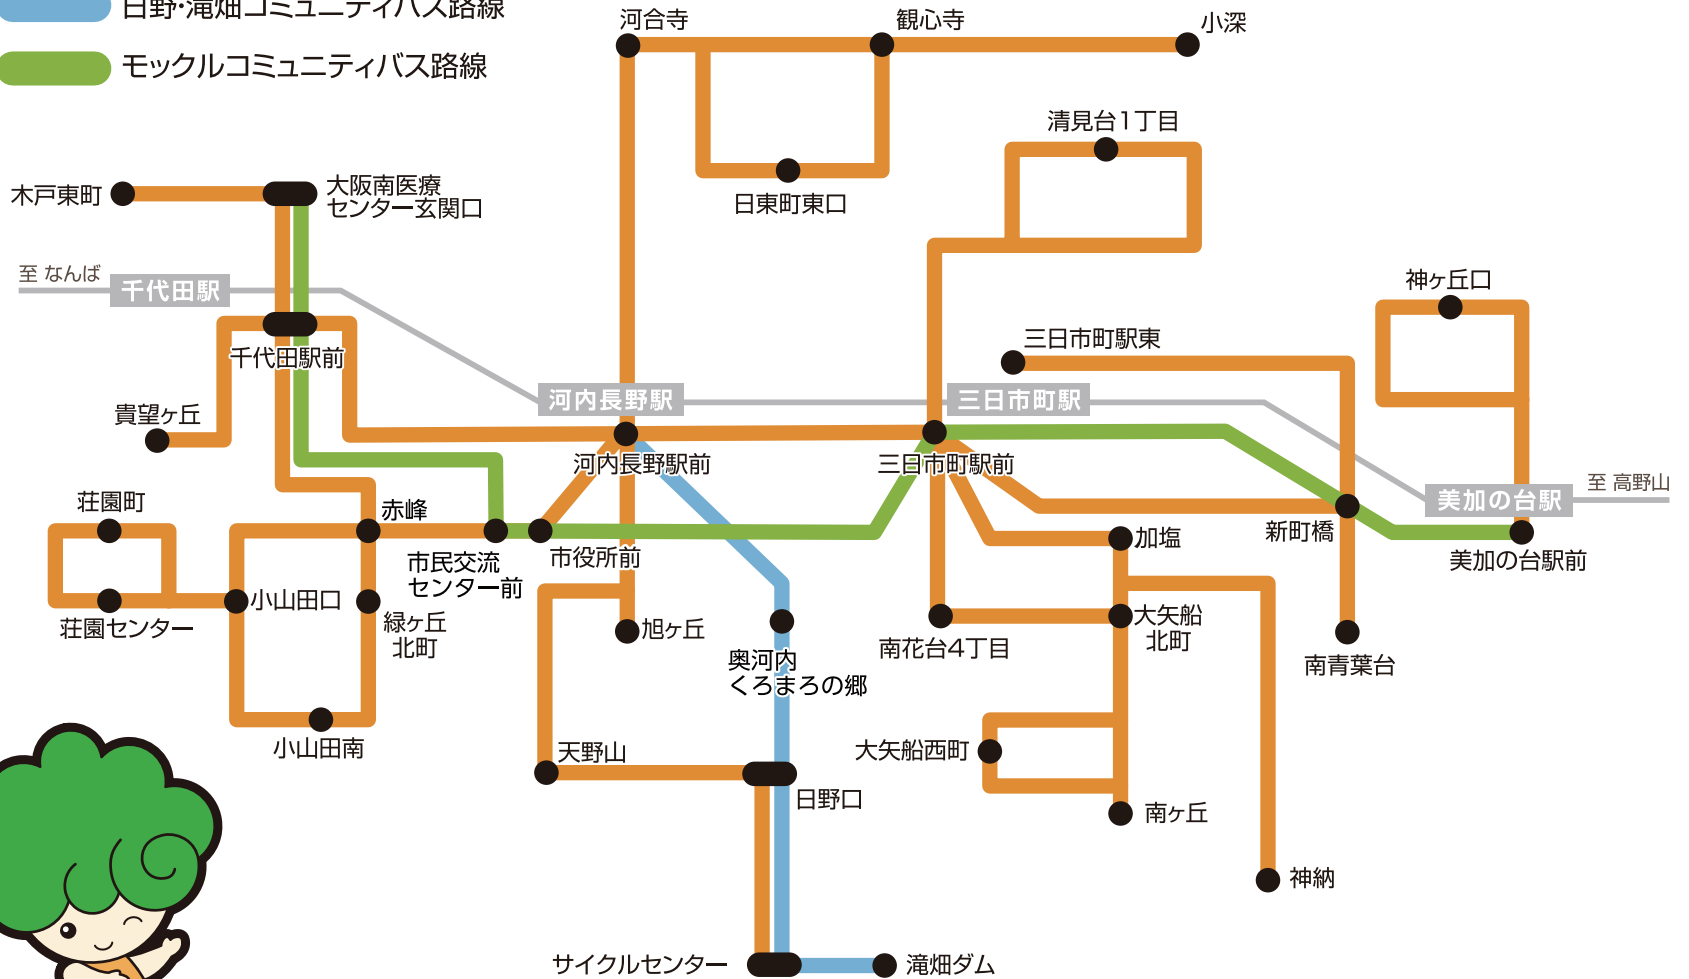 日野･滝畑コミュニティバス路線
モックルコミュニティバス路線
河合寺
観心寺
小深
清見台1丁目
木戸東町
大阪南医療
センター玄関口
日東町東口
至 なんば
千代田駅
神ヶ丘口
三日市町駅東
千代田駅前
河内長野駅
三日市町駅
貴望ヶ丘
河内長野駅前
三日市町駅前
至 高野山
美加の台駅
荘園町
赤峰
新町橋
加塩
市民交流
センター前
市役所前
美加の台駅前
小山田口
荘園センター
緑ヶ丘
北町
旭ヶ丘
大矢船
北町
南花台4丁目
奥河内
くろまろの郷
南青葉台
小山田南
天野山
大矢船西町
日野口
南ヶ丘
神納
サイクルセンター
滝畑ダム